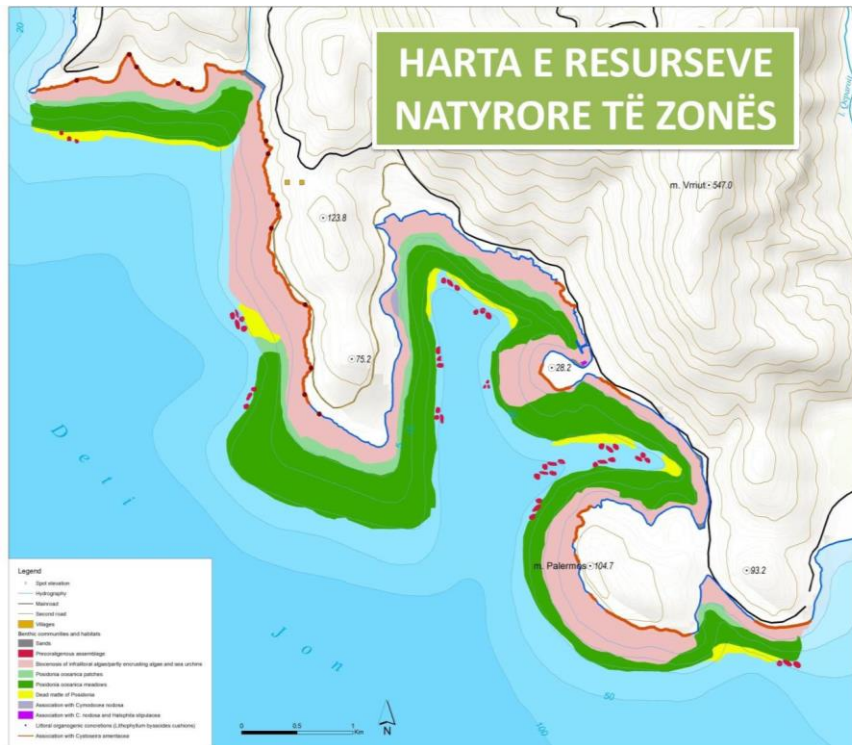 HARTA E RESURSEVE
NATYRORE TË ZONËS
20
m. Vrriut 547.0
123.8
75.2
28.2
m. Palermos 104.7
93.2
Deti
Jon
50
100
Legend
Spot elevation
Hydrography
Mainroad
Second road
Villages
Benthic communities and habitats
Sands
Precoralligenous assemblage
of infralittoral algae/partly encrusting algae and sea urchins
Posidonia oceanica patches
Posidonia oceanica meadows
Dead matte of Posidonia
Association with Cymodocea nodosa
Association with C. nodosa and Halophila stipulacea
Littoral organogenic concretions (Lithophyllum byssoides cushions)
Association with Cystoseira amentacea
0 0.5 1
Km
N